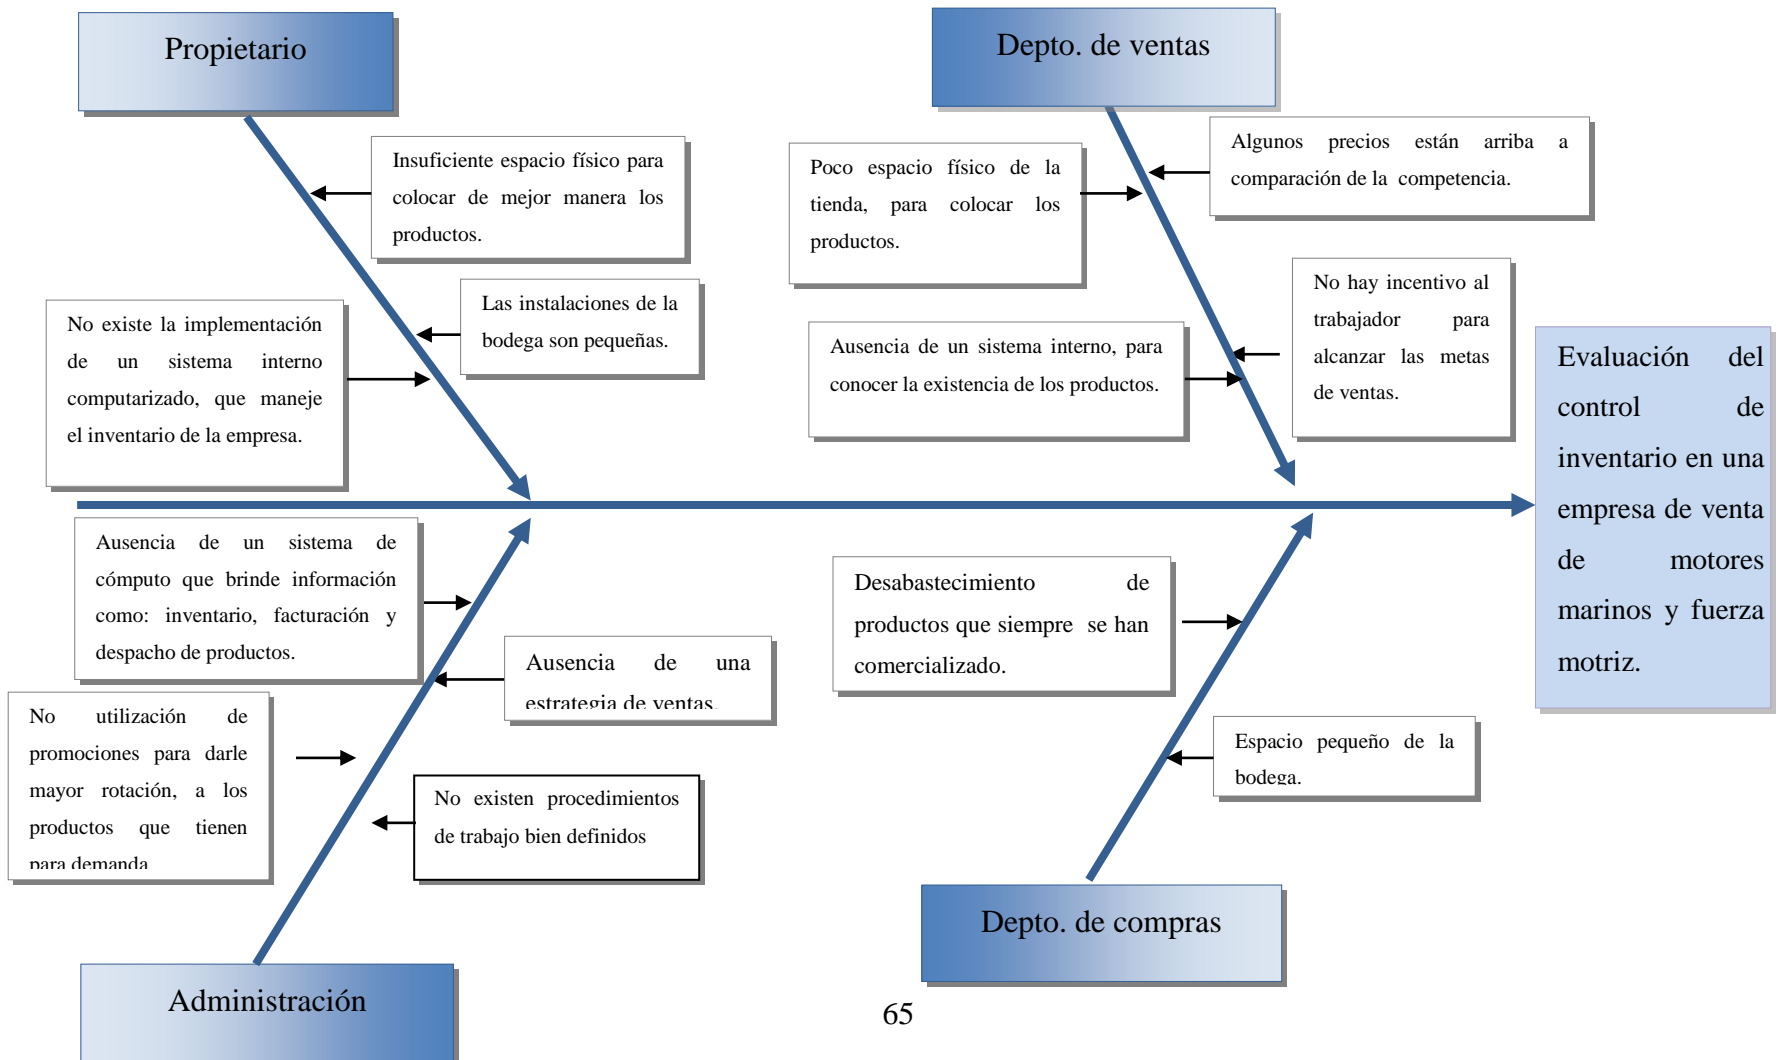 Propietario
Depto. de ventas
Insuficiente espacio físico para
colocar de mejor manera los
productos.
Poco espacio físico de la
tienda, para colocar los
productos.
Algunos precios están arriba a
comparación de la competencia.
No existe la implementación
de un sistema interno
computarizado, que maneje
el inventario de la empresa.
Las instalaciones de la
bodega son pequeñas.
Ausencia de un sistema interno, para
conocer la existencia de los productos.
No hay incentivo al
trabajador para
alcanzar las metas
de ventas.
Evaluación del
control de
inventario en una
empresa de venta
de motores
marinos y fuerza
motriz.
Ausencia de un sistema de
cómputo que brinde información
como: inventario, facturación y
despacho de productos.
Ausencia de una
estrategia de ventas.
Desabastecimiento de
productos que siempre se han
comercializado.
No utilización de
promociones para darle
mayor rotación, a los
productos que tienen
para demanda
No existen procedimientos
de trabajo bien definidos
Espacio pequeño de la
bodega.
Depto. de compras
Administración
65